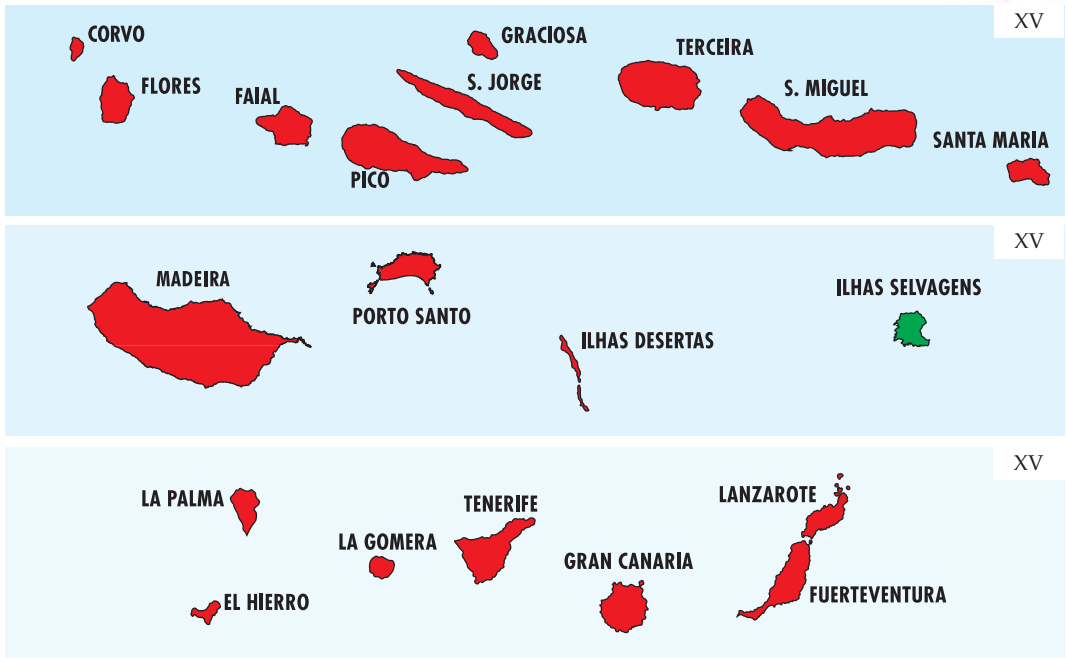 XV
CORVO
GRACIOSA
TERCEIRA
FLORES
S. JORGE
S. MIGUEL
FAIAL
SANTA MARIA
PICO
XV
MADEIRA
ILHAS SELVAGENS
PORTO SANTO
ILHAS DESERTAS
XV
LA PALMA
TENERIFE
LANZAROTE
LA GOMERA
GRAN CANARIA
EL HIERRO
FUERTEVENTURA